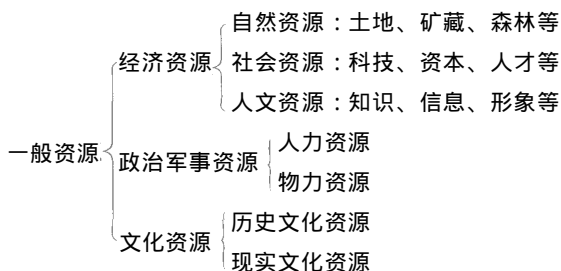 自然资源：土地、矿藏、森林等
经济资源
社会资源：科技、资本、人才等
人文资源：知识、信息、形象等
一般资源
政治军事资源
人力资源
物力资源
文化资源
历史文化资源
现实文化资源